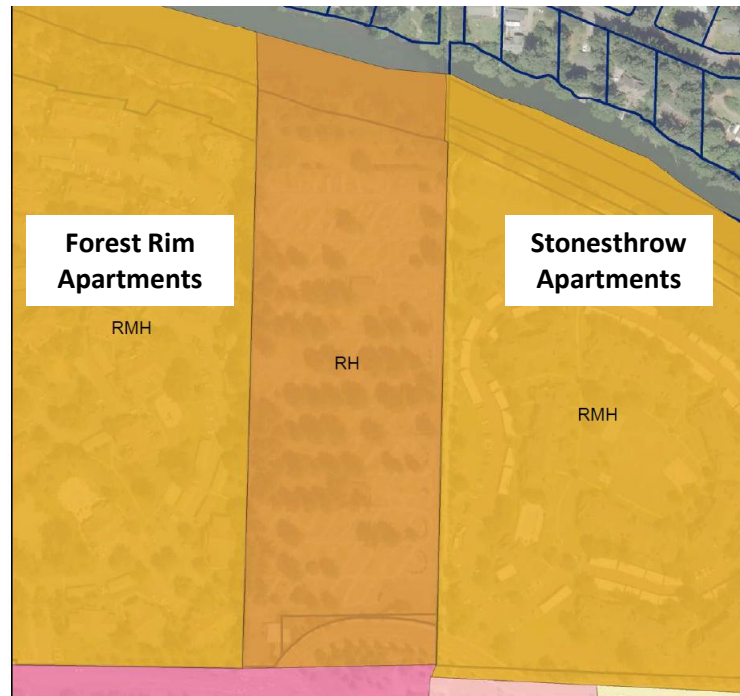 Forest Rim
Apartments
RMH
RH
Stonesthrow
Apartments
RMH